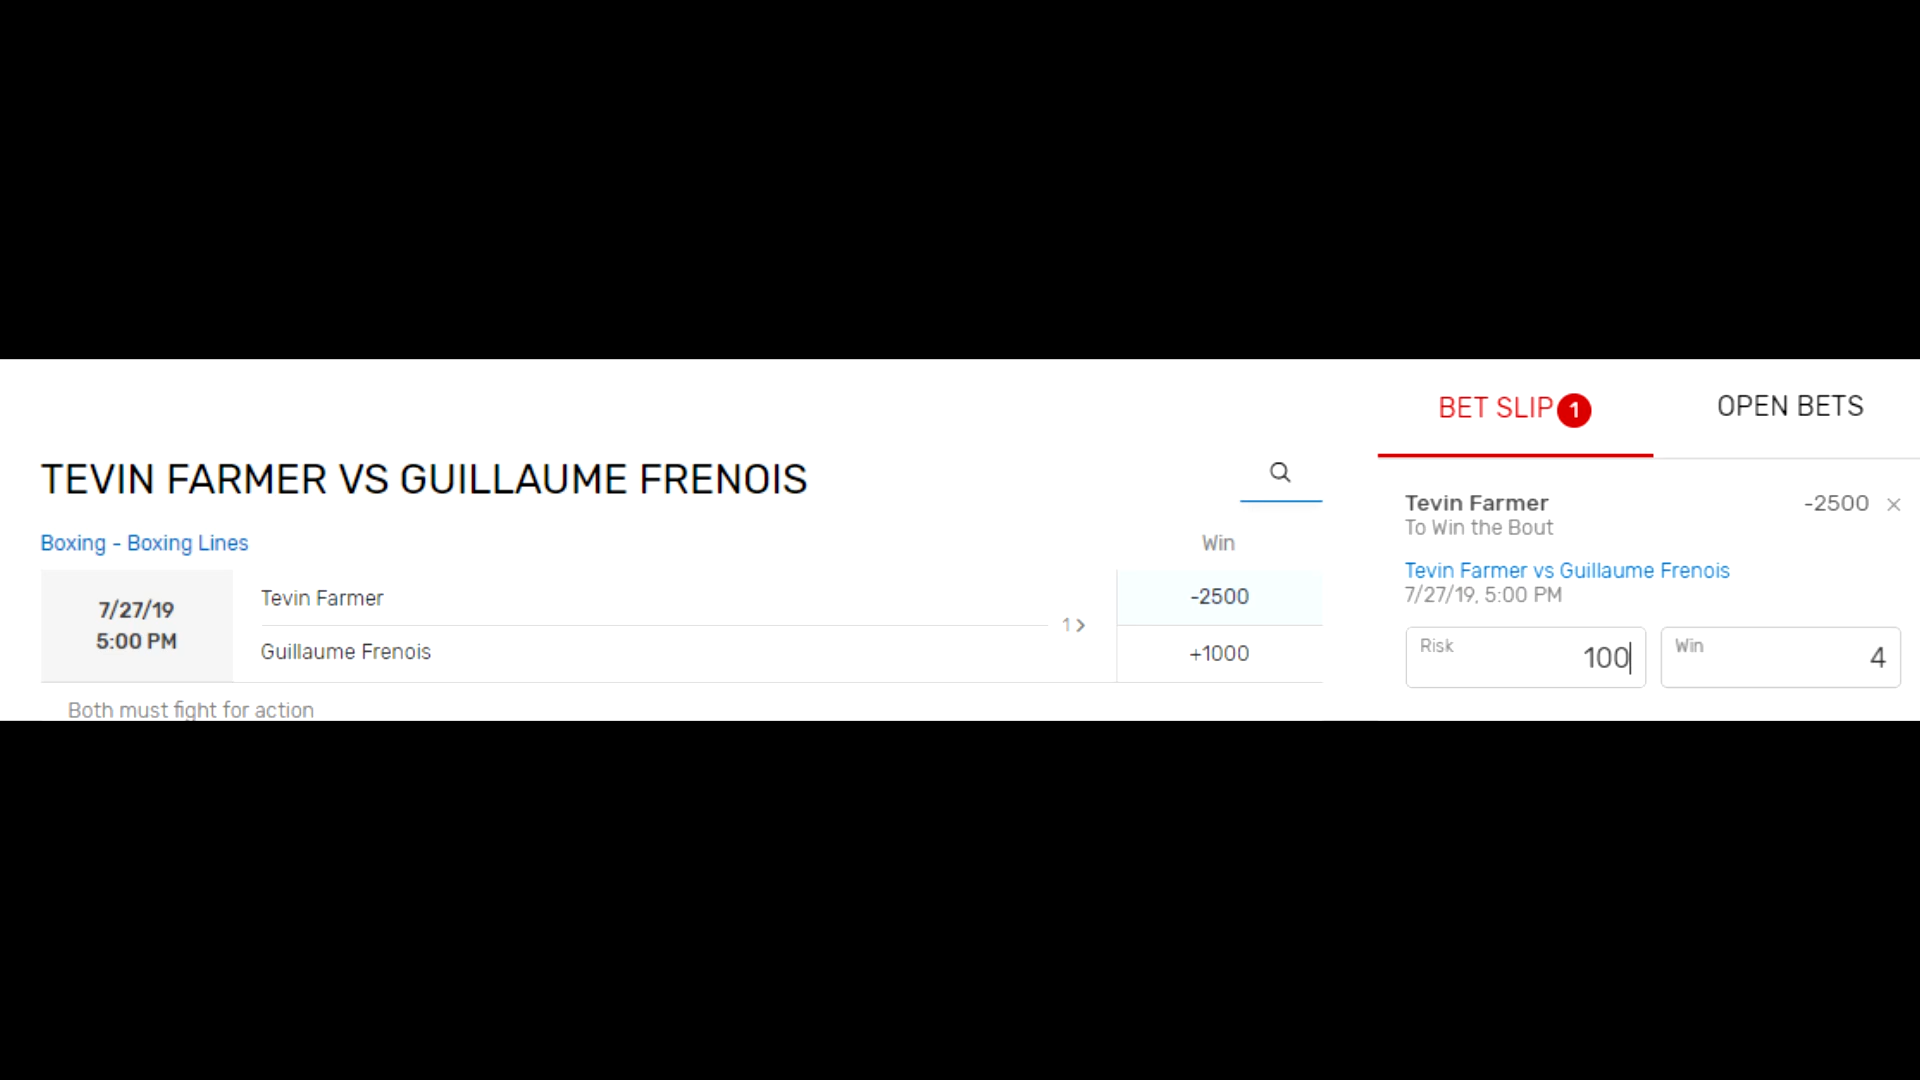 BET SLIP 1
OPEN BETS
TEVIN FARMER VS GUILLAUME FRENOIS
Boxing - Boxing Lines
Win
7/27/19
5:00 PM
Tevin Farmer
-2500
1
Guillaume Frenois
+1000
Both must fight for action
Tevin Farmer -2500
To Win the Bout
Tevin Farmer vs Guillaume Frenois
7/27/19, 5:00 PM
Risk 100
Win 4